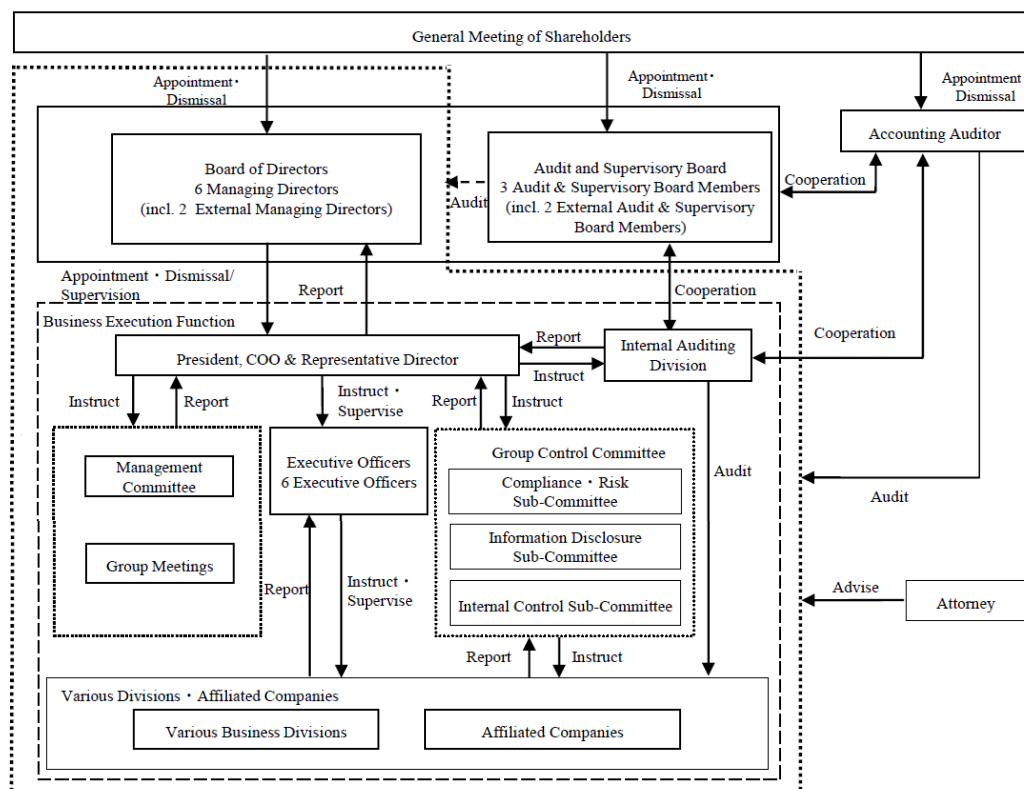 General Meeting of Shareholders
Appointment・
Dismissal
Appointment・
Dismissal
Appointment・
Dismissal
Accounting Auditor
Board of Directors
6 Managing Directors
(incl. 2 External Managing Directors)
Audit
Audit and Supervisory Board
3 Audit & Supervisory Board Members
(incl. 2 External Audit & Supervisory
Board Members)
Cooperation
Appointment・Dismissal/
Supervision
Report
Cooperation
Cooperation
Business Execution Function
President, COO & Representative Director
Report
Instruct
Internal Auditing
Division
Instruct
Report
Instruct・
Supervise
Report
Instruct
Management
Committee
Group Meetings
Executive Officers
6 Executive Officers
Group Control Committee
Compliance・Risk
Sub-Committee
Information Disclosure
Sub-Committee
Internal Control Sub-Committee
Audit
Audit
Report
Instruct・
Supervise
Advise
Attorney
Report
Instruct
Various Divisions・Affiliated Companies
Various Business Divisions
Affiliated Companies